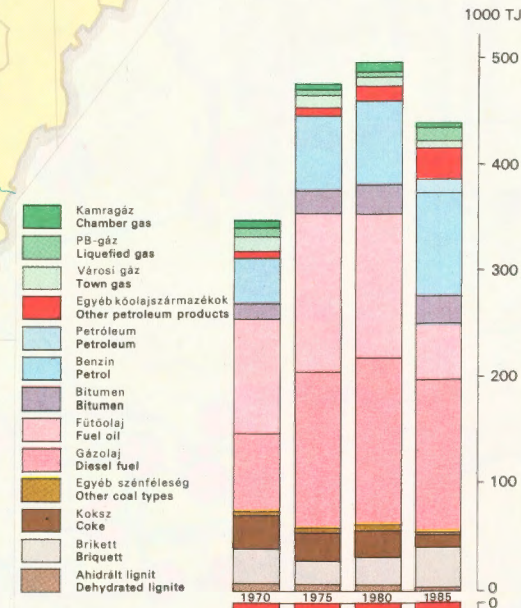 1000 TJ
500
400
300
200
100
0
0
Kamragáz
Chamber gas
PB-gáz
Liquefied gas
Városi gáz
Town gas
Egyéb kőolajszármazékok
Other petroleum products
Petróleum
Petroleum
Benzin
Petrol
Bitumen
Bitumen
Fűtőolaj
Fuel oil
Gázolaj
Diesel fuel
Egyéb szénféleség
Other coal types
Koksz
Coke
Brikett
Briquett
Ahidrált lignit
Dehydrated lignite
1970 1975 1980 1985